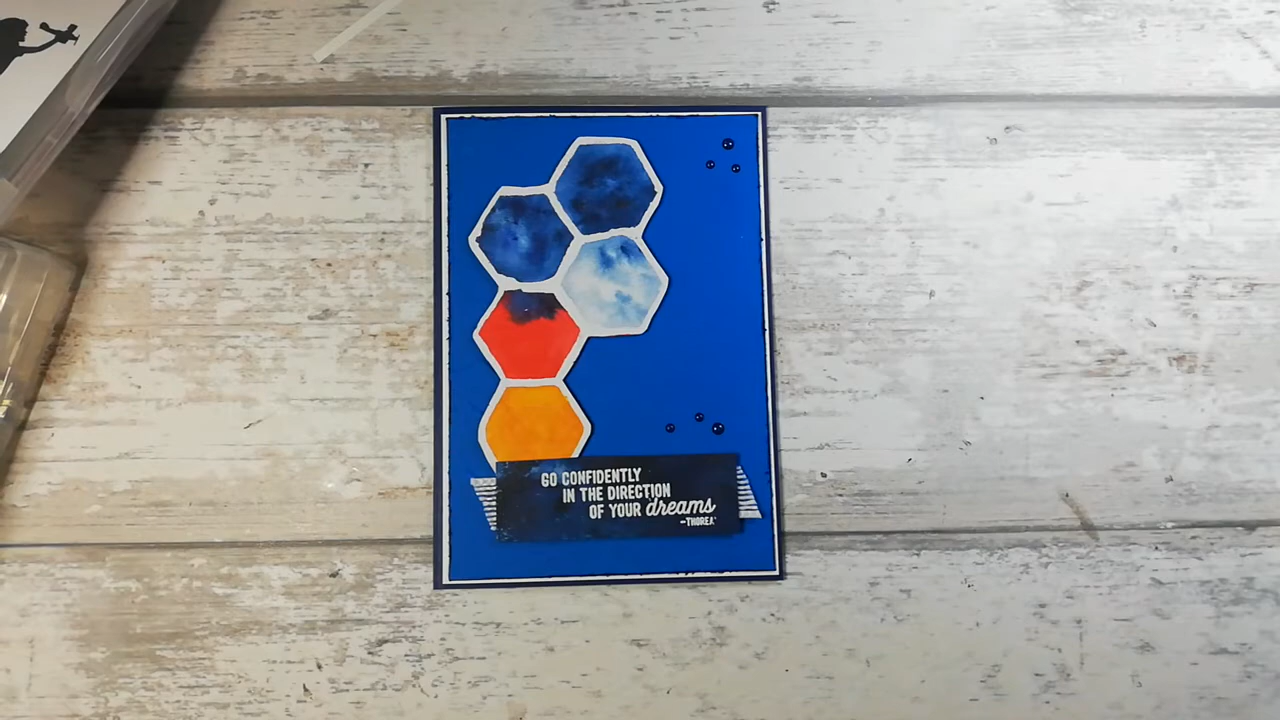 GO CONFIDENTLY
IN THE DIRECTION
OF YOUR dreams
-THOREA'